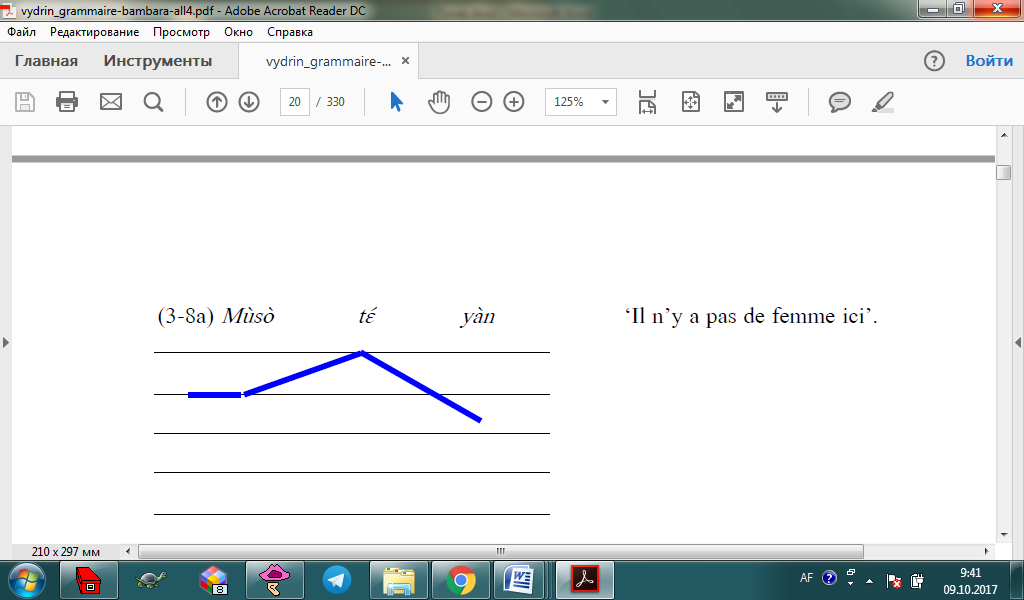 vydrin_grammaire-bambara-all4.pdf - Adobe Acrobat Reader DC
Файл Редактирование Просмотр Окно Справка
Главная Инструменты vydrin_grammaire-... × ? Войти
20 / 330 125%
(3-8a) Mùsò tɛ́ yàn ‘Il n’y a pas de femme ici’.
210 x 297 мм
8 AF ? 9:41
09.10.2017